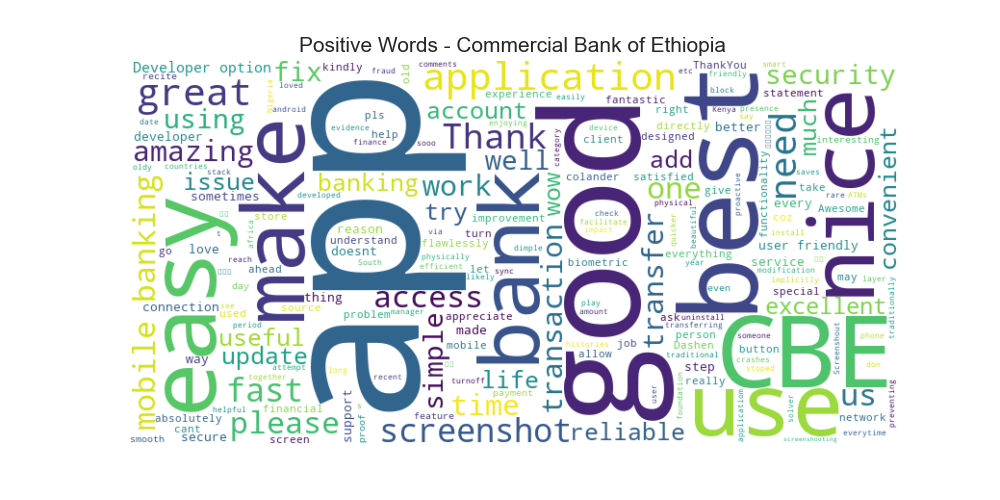 Positive Words - Commercial Bank of Ethiopia
Developer option
fix
kindly
fraud
comments
application
etc
ThankYou
friendly
smart
security
recite
loved
old
experience
easily
block
great
Nigeria
android
pls
enjoying
fantastic
right
Kenya
presence
statement
date
using
evidence
help
sooo
account
category
device
client
designed
directly
better
say
much
interesting
developer
finance
Thank
amazing
make
app
well
wow
good
add
best
need
nice
convenient
oldy
countries
stack
issue
developed
banking
work
colander
satisfied
one
give
proactive
functionality
saves
take
rare
ATMs
sometimes
store
reason
try
improvement
physical
every
coz
Awesome
mobile banking
easy
africa
via
turn
bank
transaction
check
facilitate
impact
transfer
quicker
beautiful
install
t
understand
flawlessly
everything
user friendly
go
love
reach
doesnt
physically
dimple
biometric
year
modification
service
may
layer
ahead
South
efficient
let
sync
likely
implicitly
traditionally
day
thing
access
play
amount
even
special
excellent
connection
used
see
source
manager
problem
simple
appreciate
ask
uninstall
CBE
someone
phone
period
useful
made
histories
job
person
transferring
button
Screenshout
way
update
mobile
allow
Dashen
traditional
crashes
stoped
don
attempt
long
recent
turnoff
life
step
together
fast
payment
user
really
use
us
helpful
financial
support
proof
s
feature
time
foundation
application
solver
preventing
absolutely
please
network
cant
screenshot
reliable
everytime
smooth
secure
screen
screenshooting